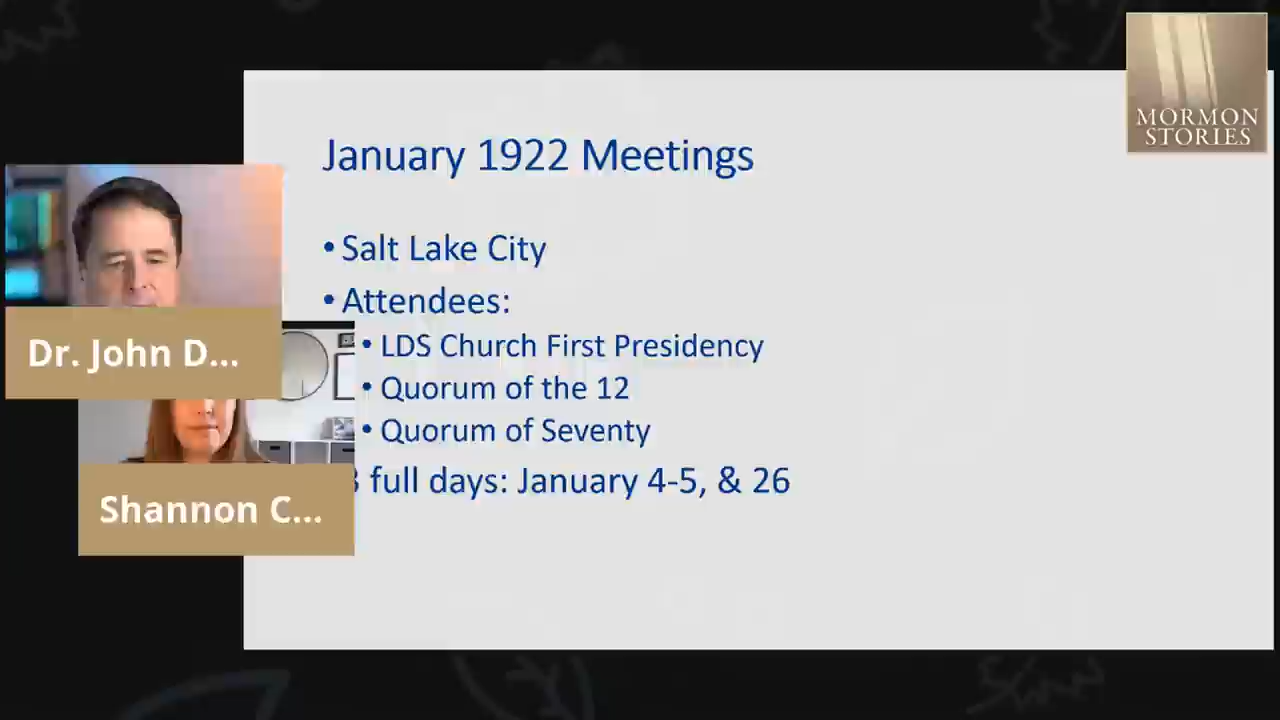 MORMON
STORIES
January 1922 Meetings
• Salt Lake City
• Attendees:
• LDS Church First Presidency
• Quorum of the 12
• Quorum of Seventy
full days: January 4-5, & 26
Dr. John D...
Shannon C...